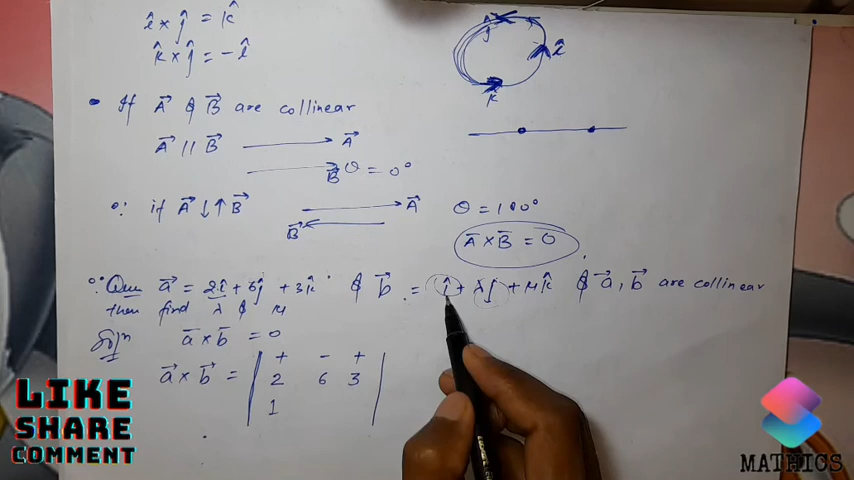 î × ĵ = k̂
k̂ × ĵ = -î
ĵ
î
k̂
• If A⃗ & B⃗ are collinear
A⃗ || B⃗
A⃗
B⃗ θ = 0°
∴ if A⃗ ↓↑ B⃗
A⃗
B⃗
θ = 180°
A̅ × B̅ = 0
Ques a⃗ = 2î + 6ĵ + 3k̂ & b⃗ = î + λĵ + μk̂ & a⃗, b⃗ are collinear
then find λ & μ
Solⁿ a̅ × b̅ = 0
a⃗ × b⃗ = | + - + |
2 6 3
1
LIKE
SHARE
COMMENT
MATHICS